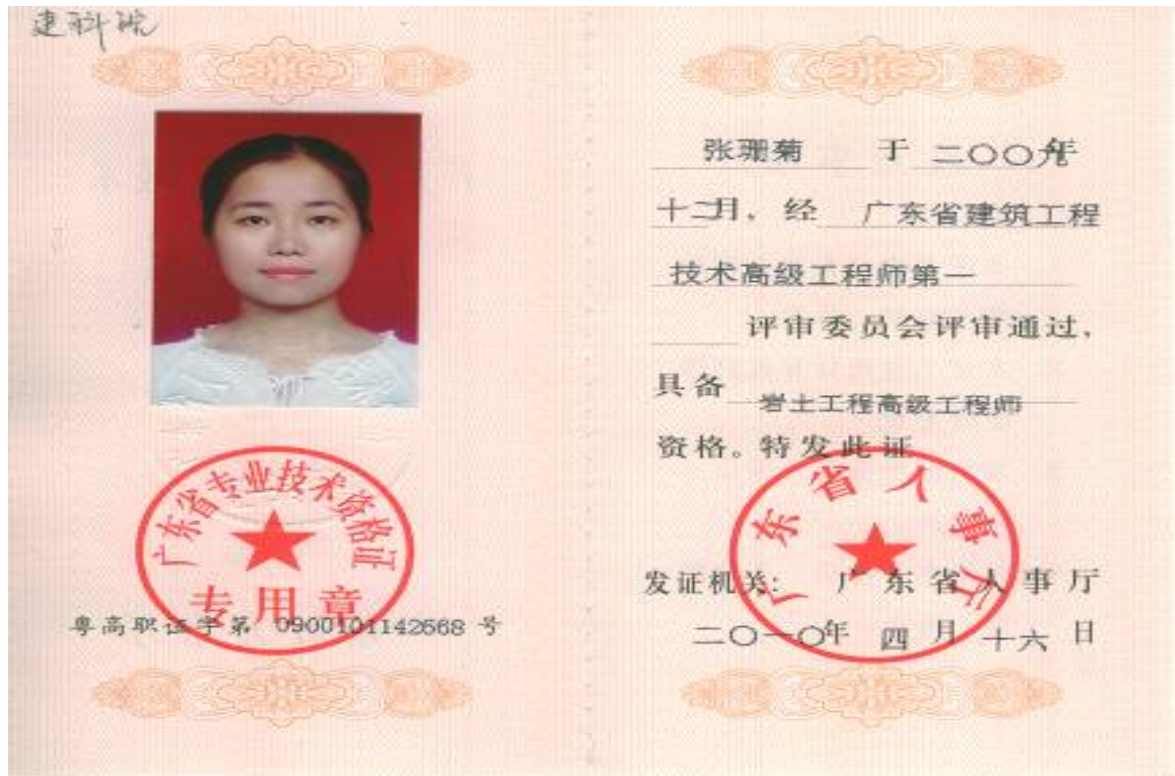 建科院
广东省专业技术资格证
专用章
粤高职证字第 0900101142568 号
张珊菊 于 二〇〇九年
十二月，经 广东省建筑工程
技术高级工程师第一
评审委员会评审通过，
具备 岩土工程高级工程师
资格。特发此证
广东省人事厅
发证机关: 广东省人事厅
二〇一〇年 四 月 十六 日